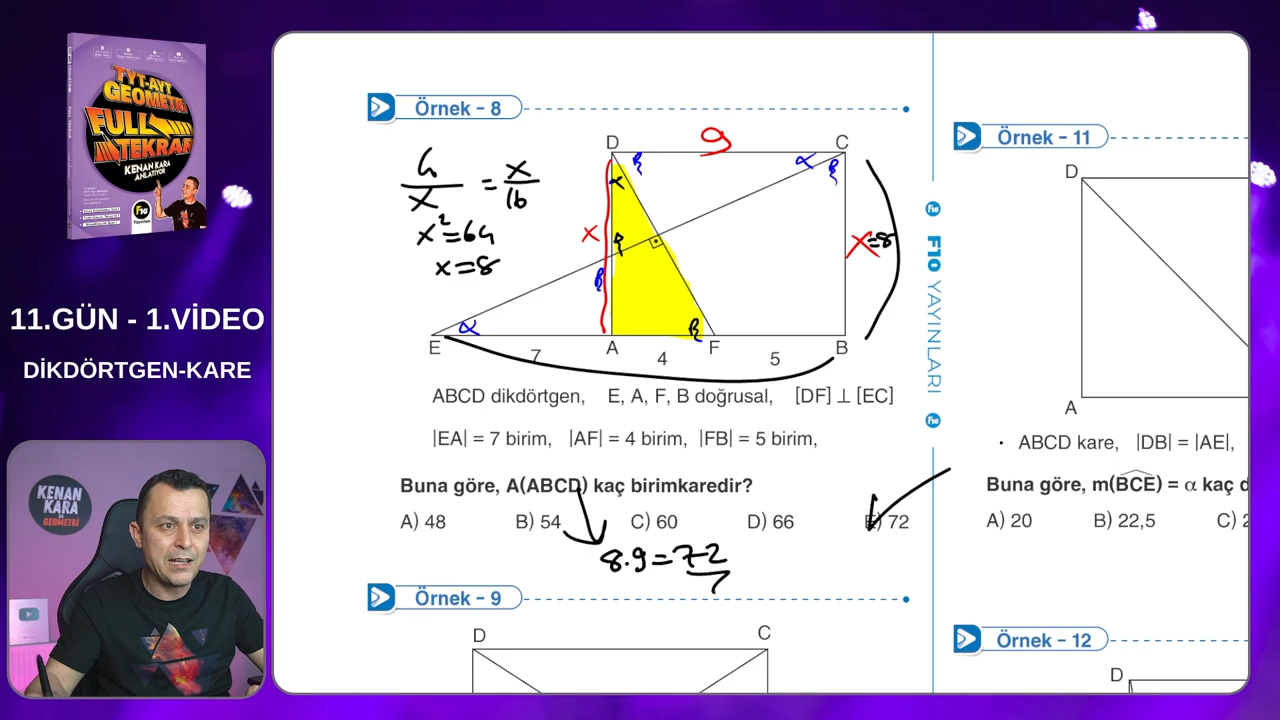 TYT-AYT
GEOMETRİ
FULL
TEKRAR
KENAN KARA
ANLATIYOR
F10
11.GÜN - 1.VİDEO
DİKDÖRTGEN-KARE
KENAN
KARA
GEOMETRİ
Örnek - 8
4/x = x/16
x²=64
x=8
D 9 C
α β α β
x β β x=8
α β
E A F B
7 4 5
ABCD dikdörtgen, E, A, F, B doğrusal, [DF] ⊥ [EC]
|EA| = 7 birim, |AF| = 4 birim, |FB| = 5 birim,
Buna göre, A(ABCD) kaç birimkaredir?
A) 48 B) 54 C) 60 D) 66 E) 72
8.9=72
Örnek - 9
D C
F10 YAYINLARI
Örnek - 11
D
A
ABCD kare, |DB| = |AE|,
Buna göre, m(BCE) = α kaç d
A) 20 B) 22,5 C) 2
Örnek - 12
D